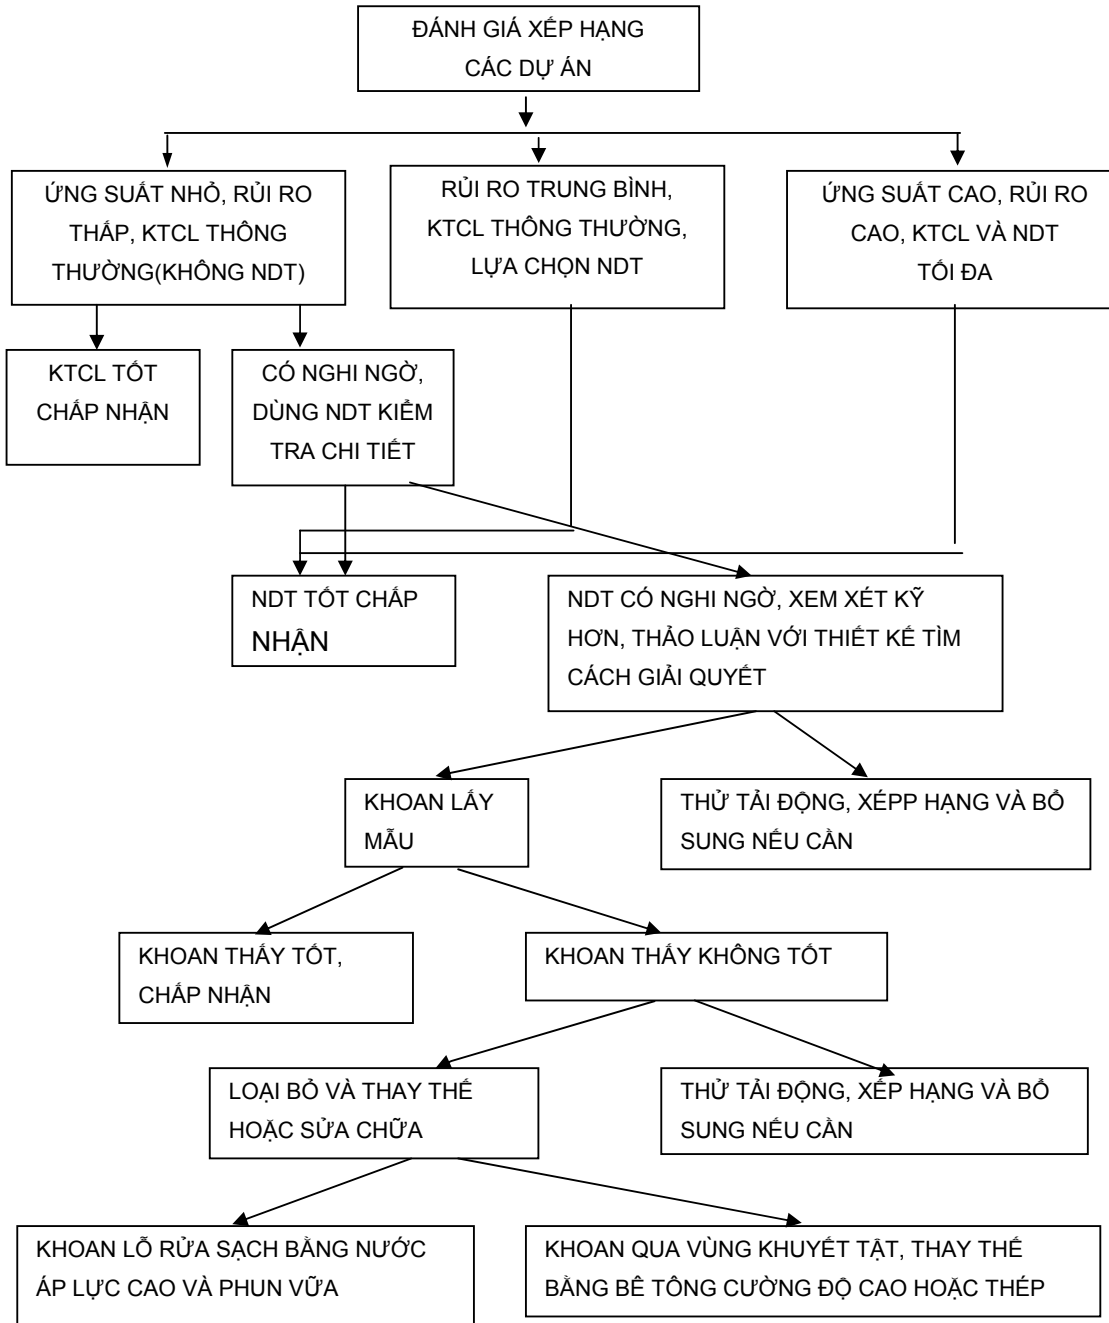 ĐÁNH GIÁ XẾP HẠNG
CÁC DỰ ÁN
ỨNG SUẤT NHỎ, RỦI RO
THẤP, KTCL THÔNG
THƯỜNG(KHÔNG NDT)
RỦI RO TRUNG BÌNH,
KTCL THÔNG THƯỜNG,
LỰA CHỌN NDT
ỨNG SUẤT CAO, RỦI RO
CAO, KTCL VÀ NDT
TỐI ĐA
KTCL TỐT
CHẤP NHẬN
CÓ NGHI NGỜ,
DÙNG NDT KIỂM
TRA CHI TIẾT
NDT TỐT CHẤP
NHẬN
NDT CÓ NGHI NGỜ, XEM XÉT KỸ
HƠN, THẢO LUẬN VỚI THIẾT KẾ TÌM
CÁCH GIẢI QUYẾT
KHOAN LẤY
MẪU
THỬ TẢI ĐỘNG, XÉPP HẠNG VÀ BỔ
SUNG NẾU CẦN
KHOAN THẤY TỐT,
CHẤP NHẬN
KHOAN THẤY KHÔNG TỐT
LOẠI BỎ VÀ THAY THẾ
HOẶC SỬA CHỮA
THỬ TẢI ĐỘNG, XẾP HẠNG VÀ BỔ
SUNG NẾU CẦN
KHOAN LỖ RỬA SẠCH BẰNG NƯỚC
ÁP LỰC CAO VÀ PHUN VỮA
KHOAN QUA VÙNG KHUYẾT TẬT, THAY THẾ
BẰNG BÊ TÔNG CƯỜNG ĐỘ CAO HOẶC THÉP